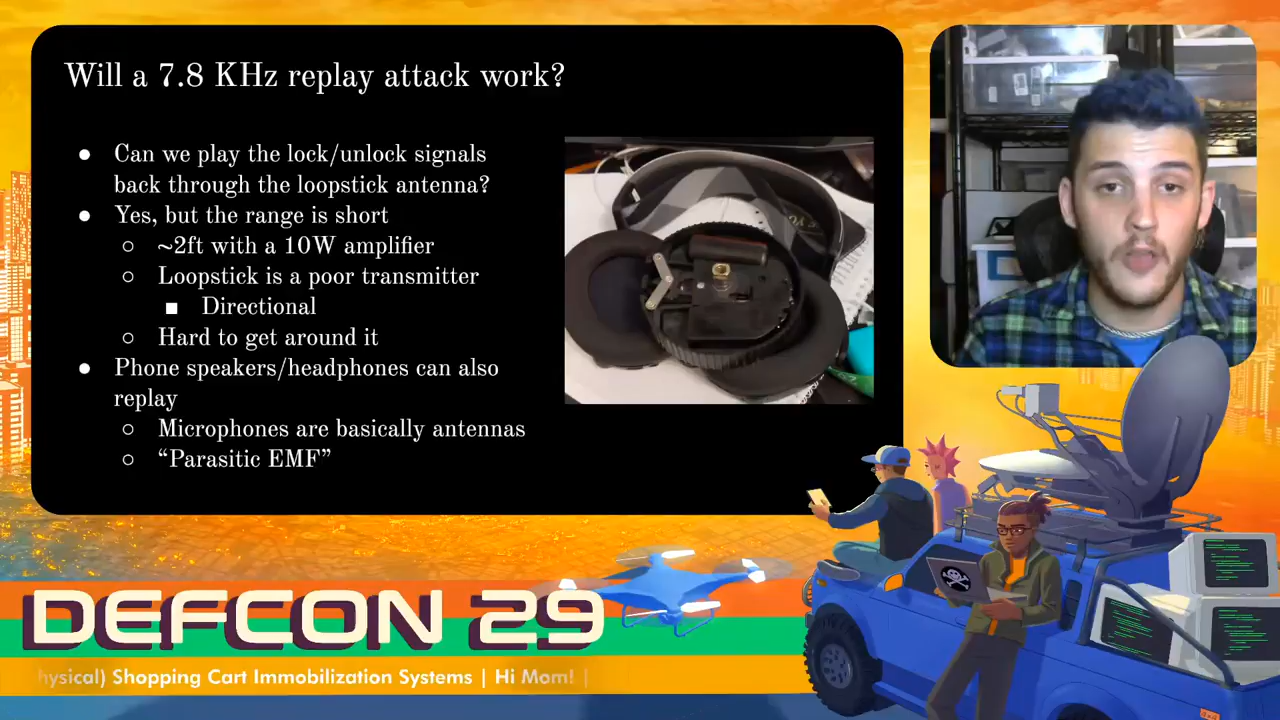 Will a 7.8 KHz replay attack work?
● Can we play the lock/unlock signals
back through the loopstick antenna?
● Yes, but the range is short
○ ~2ft with a 10W amplifier
○ Loopstick is a poor transmitter
■ Directional
○ Hard to get around it
● Phone speakers/headphones can also
replay
○ Microphones are basically antennas
○ “Parasitic EMF”
DEFCON 29
hysical) Shopping Cart Immobilization Systems | Hi Mom! |